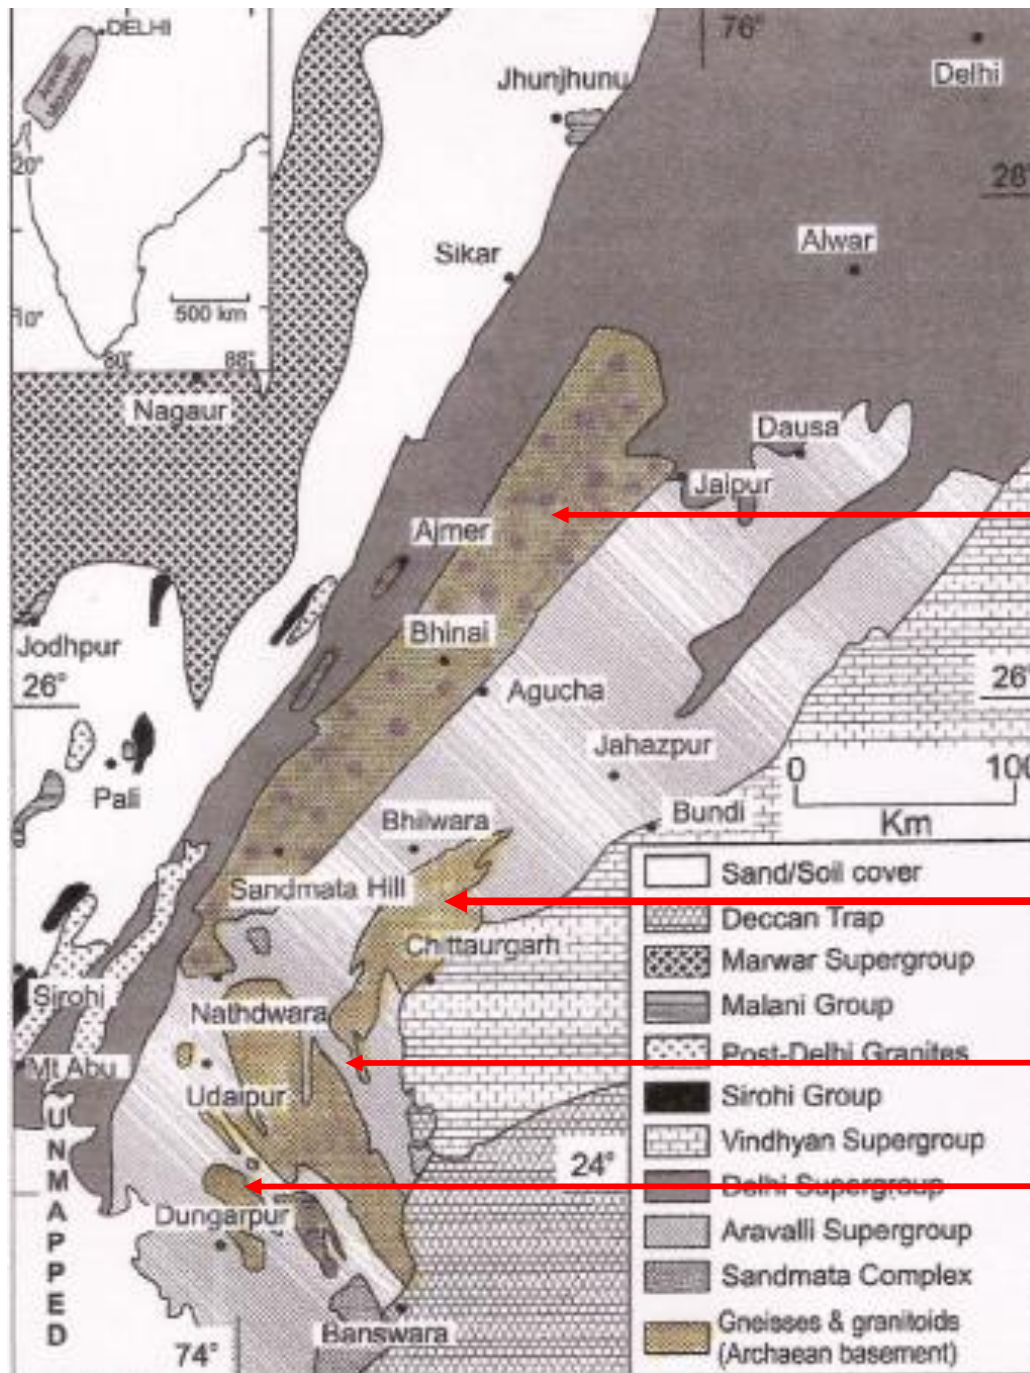 DELHI
Aravalli Mountains
20°
10°
80°
88°
500 km
76°
Delhi
Jhunjhunu
28°
Alwar
Sikar
Nagaur
Dausa
Jaipur
Ajmer
Jodhpur
Bhinai
26°
Agucha
26°
Jahazpur
Pali
0
100
Km
Bhilwara
Bundi
Sandmata Hill
Chittaurgarh
Sirohi
Nathdwara
Mt Abu
Udaipur
UNMAPPED
24°
Dungarpur
Banswara
74°
Sand/Soil cover
Deccan Trap
Marwar Supergroup
Malani Group
Post-Delhi Granites
Sirohi Group
Vindhyan Supergroup
Delhi Supergroup
Aravalli Supergroup
Sandmata Complex
Gneisses & granitoids
(Archaean basement)